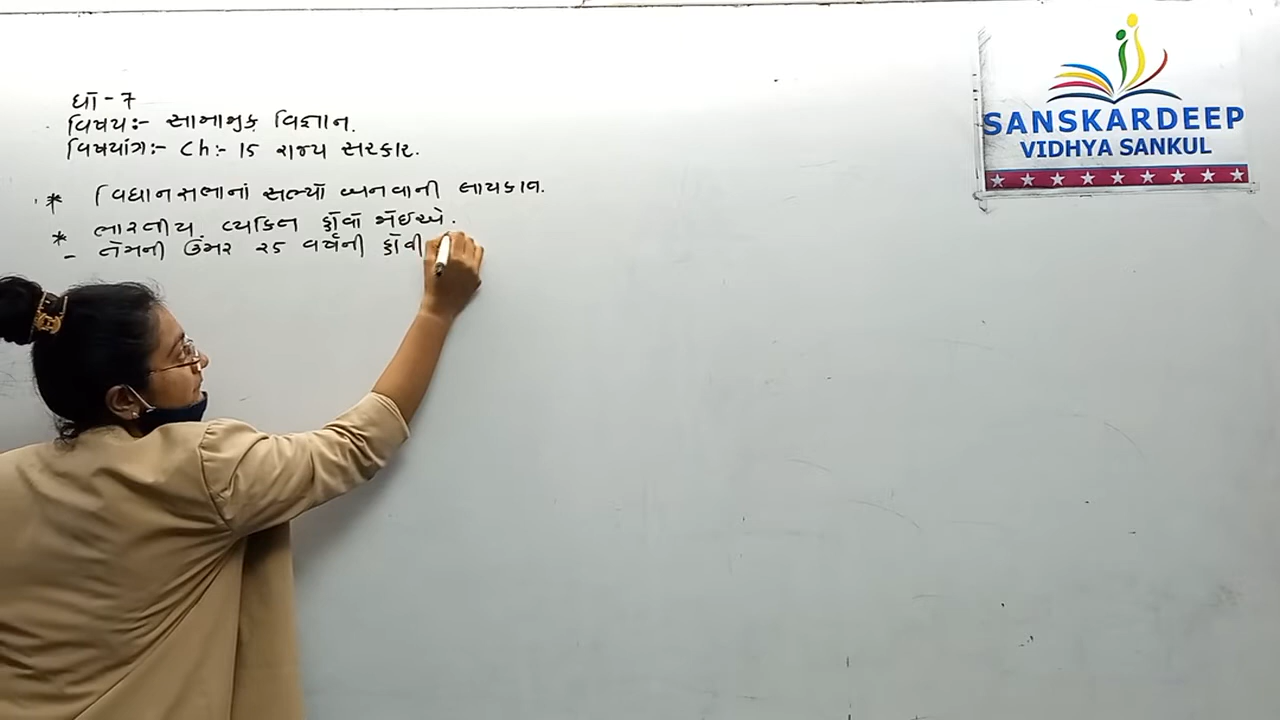 ધો - 7
વિષય:- સામાજીક વિજ્ઞાન.
વિષયાંગ:- Ch:- 15 રાજ્ય સરકાર.
* વિધાનસભાનાં સભ્યો બનવાની લાયકાત.
* ભારતીય વ્યકિત હોવો જોઈએ.
- તેમની ઉંમર ૨૫ વર્ષની હોવી
SANSKARDEEP
VIDHYA SANKUL